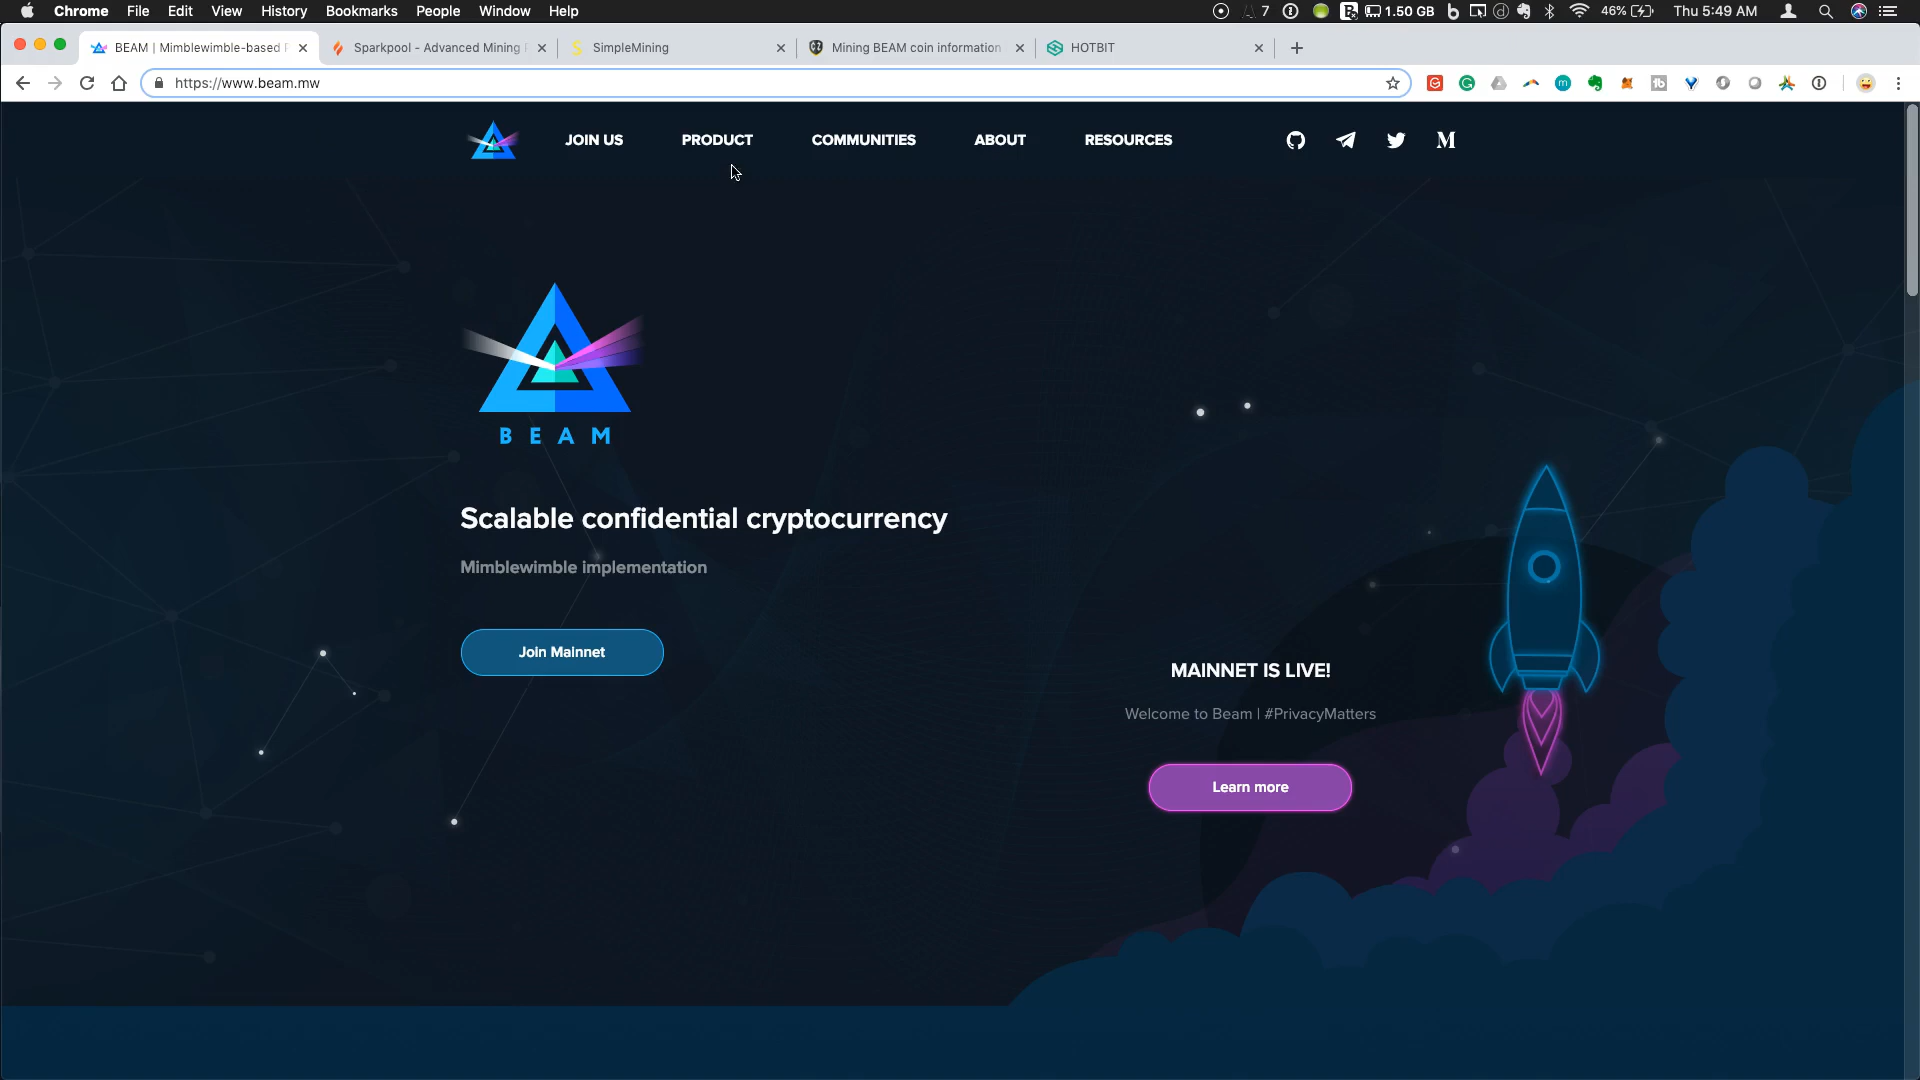 Chrome File Edit View History Bookmarks People Window Help 7 1.50 GB 46% Thu 5:49 AM
BEAM | Mimblewimble-based Sparkpool - Advanced Mining SimpleMining Mining BEAM coin information HOTBIT
https://www.beam.mw
JOIN US PRODUCT COMMUNITIES ABOUT RESOURCES
BEAM
Scalable confidential cryptocurrency
Mimblewimble implementation
Join Mainnet
MAINNET IS LIVE!
Welcome to Beam | #PrivacyMatters
Learn more